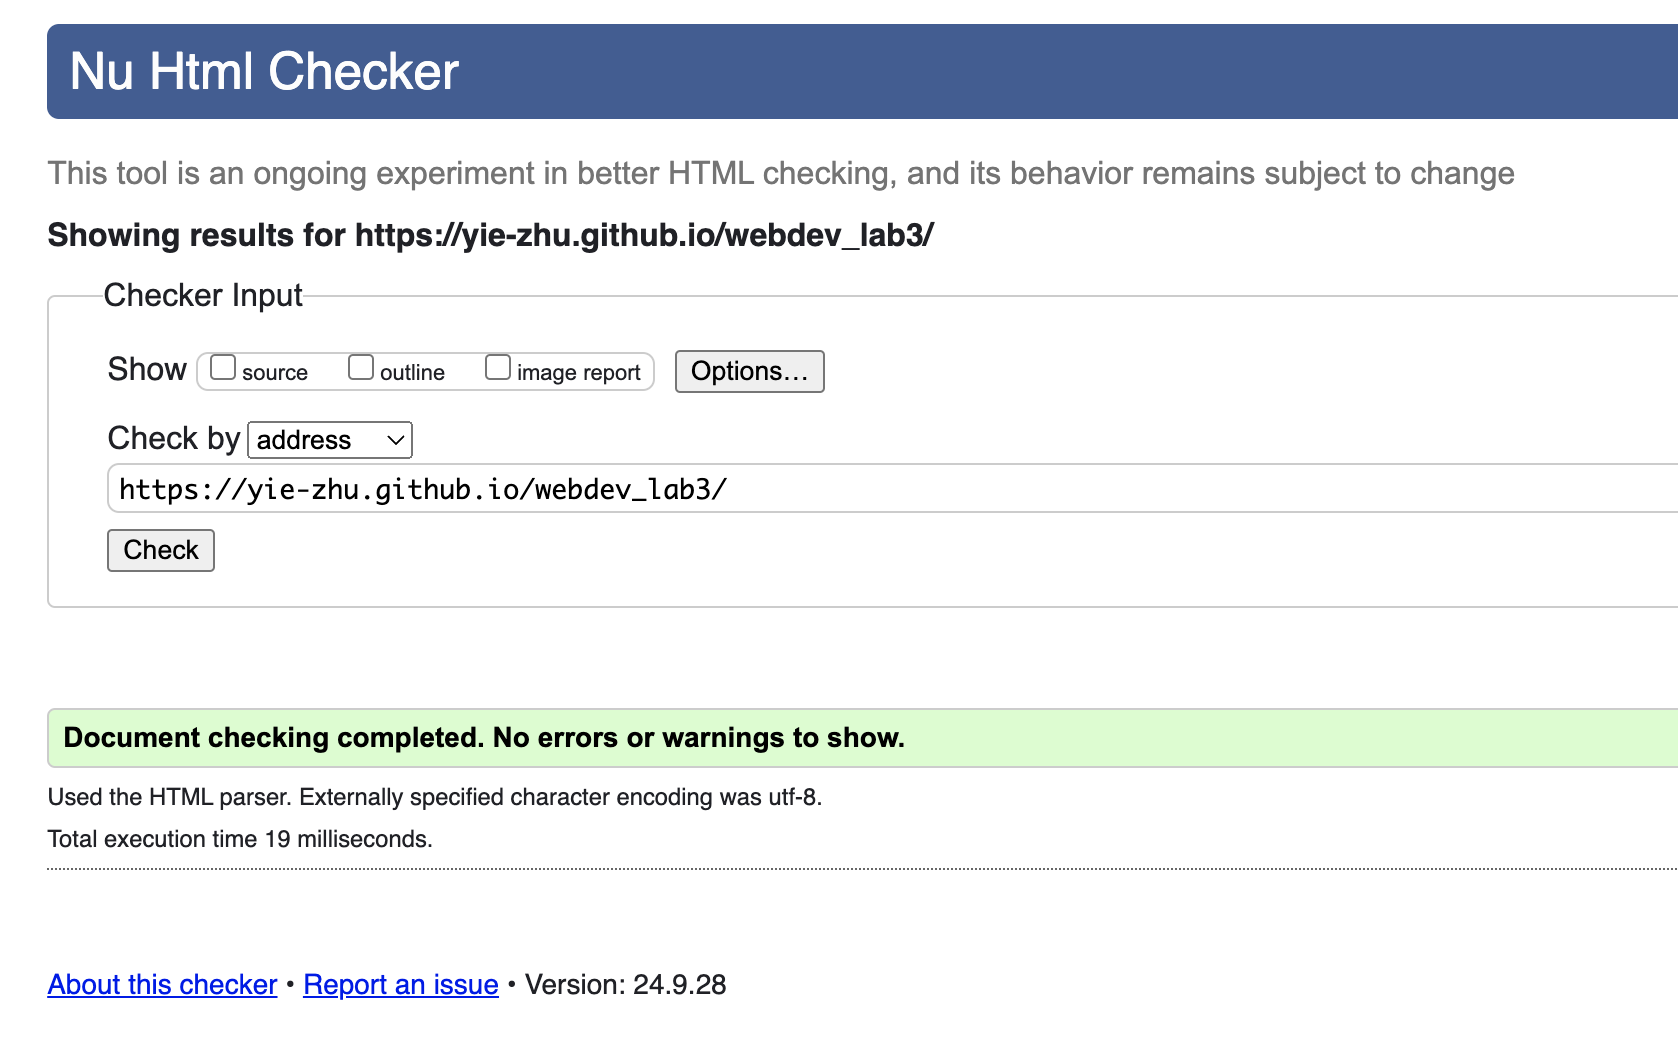 Nu Html Checker
This tool is an ongoing experiment in better HTML checking, and its behavior remains subject to change
Showing results for https://yie-zhu.github.io/webdev_lab3/
Checker Input
Show source outline image report Options...
Check by address
https://yie-zhu.github.io/webdev_lab3/
Check
Document checking completed. No errors or warnings to show.
Used the HTML parser. Externally specified character encoding was utf-8.
Total execution time 19 milliseconds.
About this checker • Report an issue • Version: 24.9.28